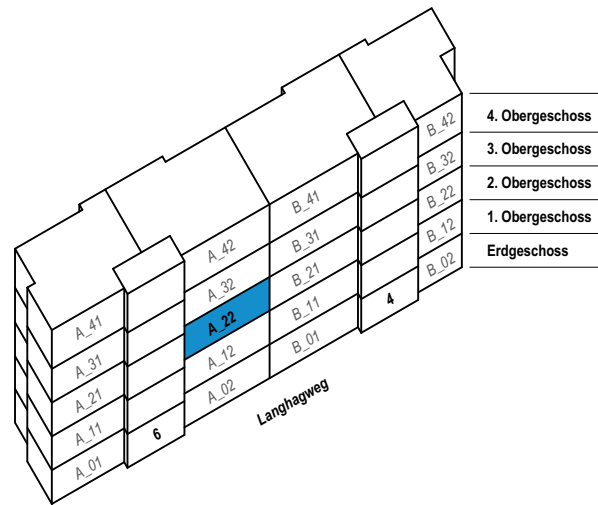 4. Obergeschoss
3. Obergeschoss
2. Obergeschoss
1. Obergeschoss
Erdgeschoss
A_41
A_31
A_21
A_11
A_01
6
A_42
A_32
A_22
A_12
A_02
B_41
B_31
B_21
B_11
B_01
4
B_42
B_32
B_22
B_12
B_02
Langhagweg